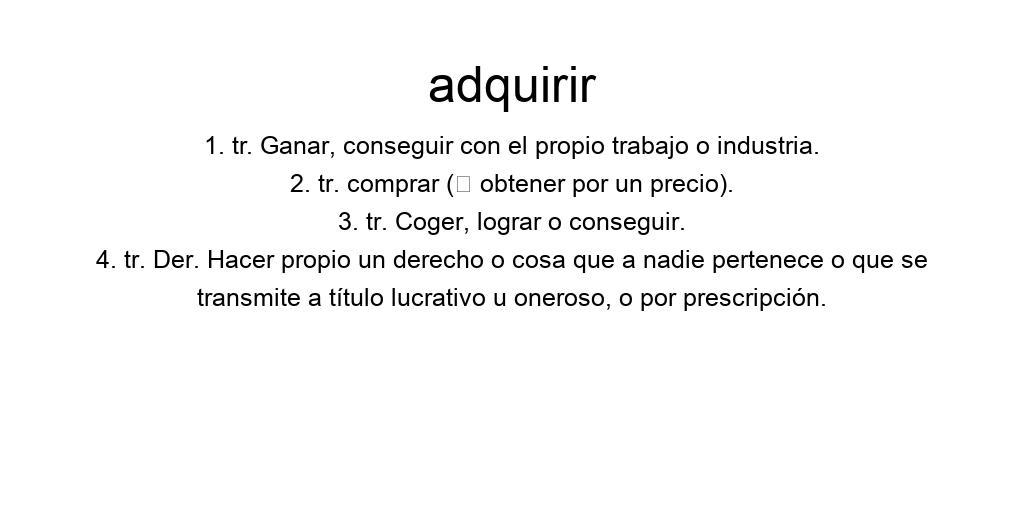 adquirir
1. tr. Ganar, conseguir con el propio trabajo o industria.
2. tr. comprar (▯ obtener por un precio).
3. tr. Coger, lograr o conseguir.
4. tr. Der. Hacer propio un derecho o cosa que a nadie pertenece o que se
transmite a título lucrativo u oneroso, o por prescripción.